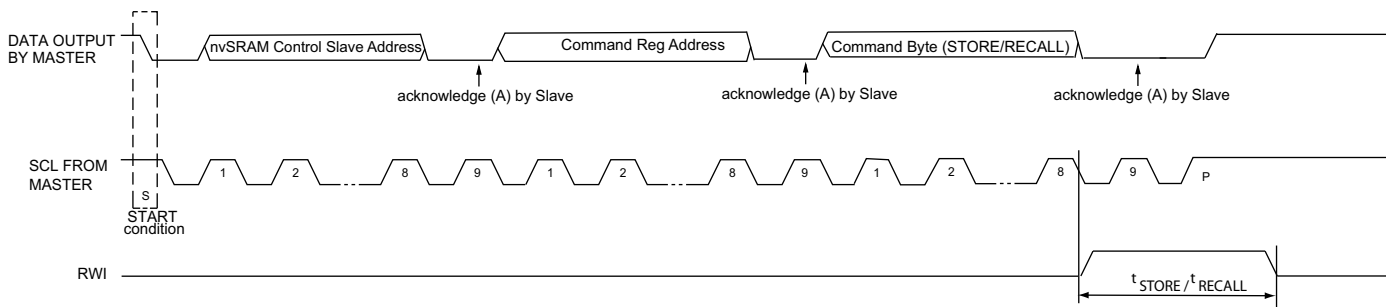 DATA OUTPUT
BY MASTER
nvSRAM Control Slave Address
Command Reg Address
Command Byte (STORE/RECALL)
acknowledge (A) by Slave
acknowledge (A) by Slave
acknowledge (A) by Slave
SCL FROM
MASTER
S
1 2 8 9 1 2 8 9 1 2 8 9 P
START
condition
RWI
t STORE / t RECALL